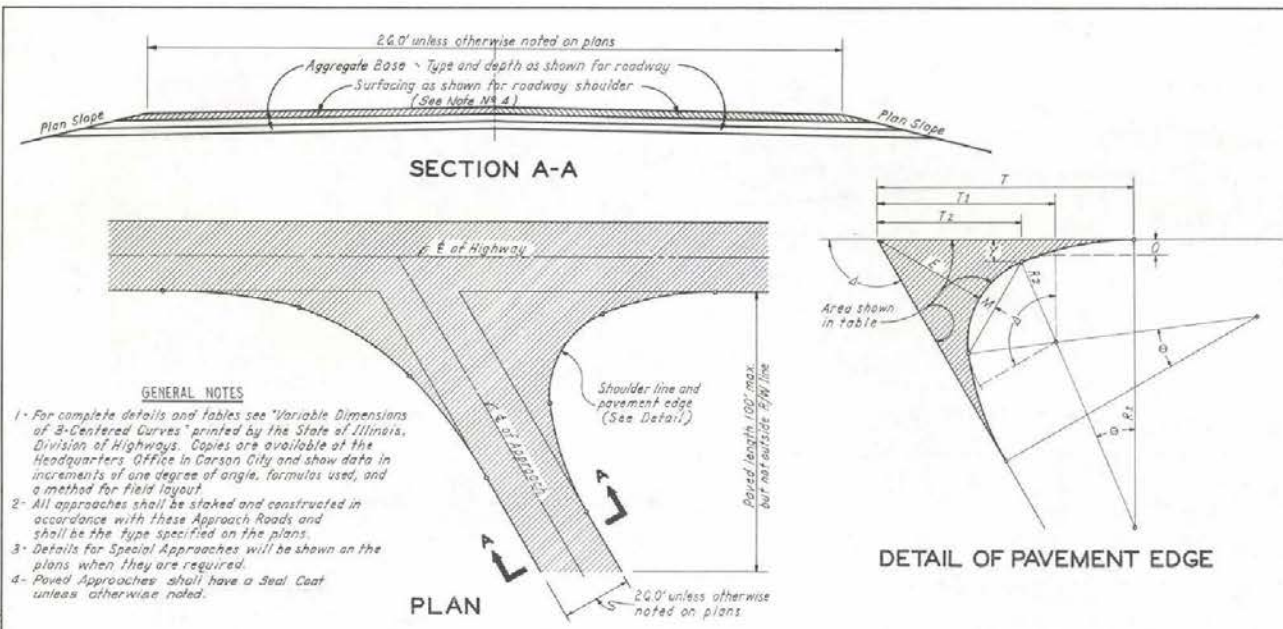 26.0' unless otherwise noted on plans
Aggregate Base - Type and depth as shown for roadway
Surfacing as shown for roadway shoulder
(See Note Nº 4)
Plan Slope
Plan Slope
SECTION A-A
℄ of Highway
℄ of Approach
Shoulder line and
pavement edge
(See Detail)
Paved length 100' max.
but not outside R/W line
A
A
S
26.0' unless otherwise
noted on plans
PLAN
GENERAL NOTES
1- For complete details and tables see "Variable Dimensions
of 3-Centered Curves" printed by the State of Illinois,
Division of Highways. Copies are available at the
Headquarters Office in Carson City and show data in
increments of one degree of angle, formulas used, and
a method for field layout.
2- All approaches shall be staked and constructed in
accordance with these Approach Roads and
shall be the type specified on the plans.
3- Details for Special Approaches will be shown on the
plans when they are required.
4- Paved Approaches shall have a Seal Coat
unless otherwise noted.
T
T1
T2
Δ
E
Y
O
M
R2
Δ
Area shown
in table
Θ
Θ
R1
DETAIL OF PAVEMENT EDGE